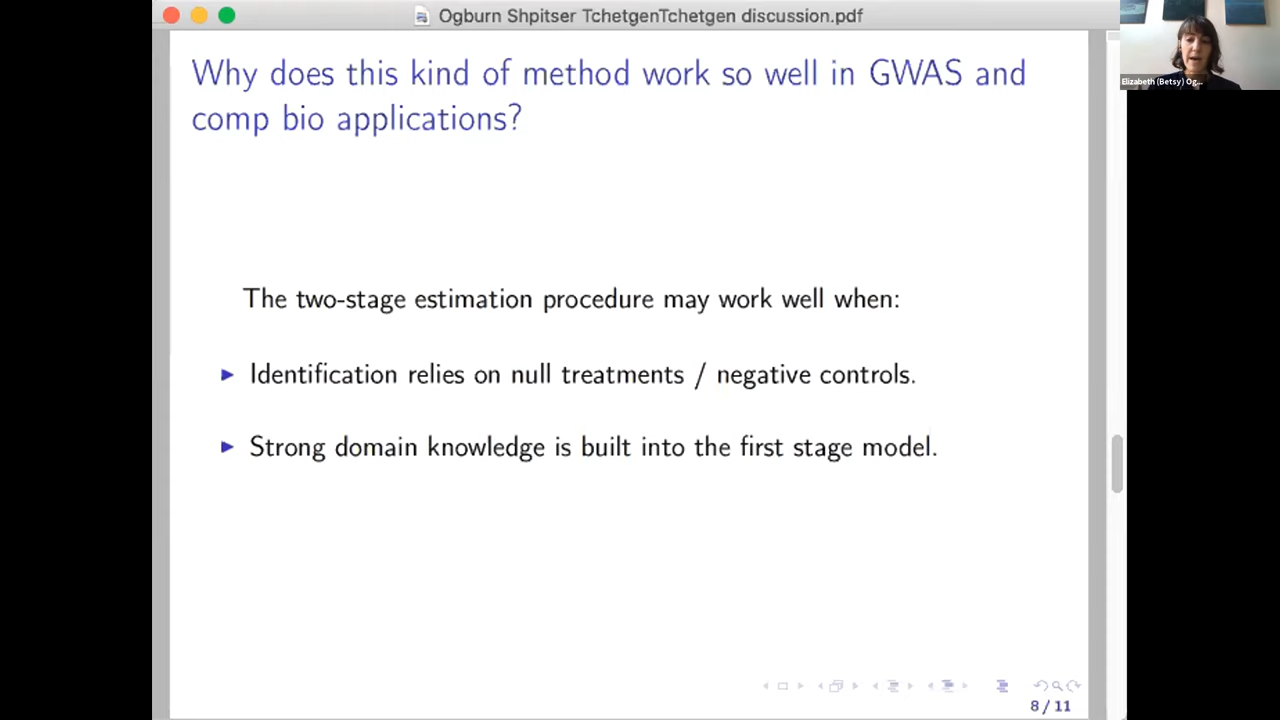 Ogburn Shpitser TchetgenTchetgen discussion.pdf
Elizabeth (Betsy) Og...
Why does this kind of method work so well in GWAS and
comp bio applications?
The two-stage estimation procedure may work well when:
Identification relies on null treatments / negative controls.
Strong domain knowledge is built into the first stage model.
8 / 11